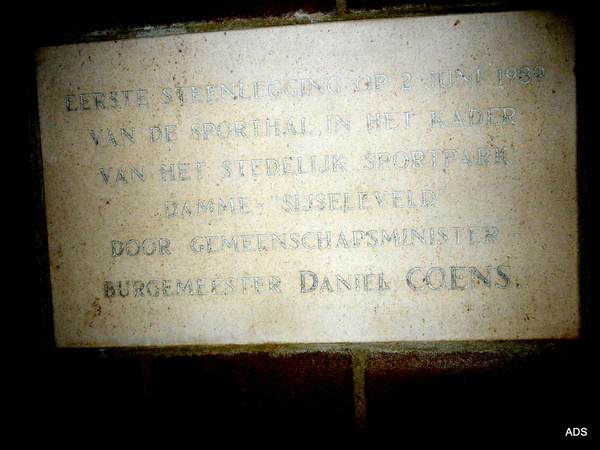 EERSTE STEENLEGGING OP 2 JUNI 1989
VAN DE SPORTHAL, IN HET KADER
VAN HET STEDELIJK SPORTPARK
DAMME - "SIJSELEVELD"
DOOR GEMEENSCHAPSMINISTER -
BURGEMEESTER DANIËL COENS.
ADS